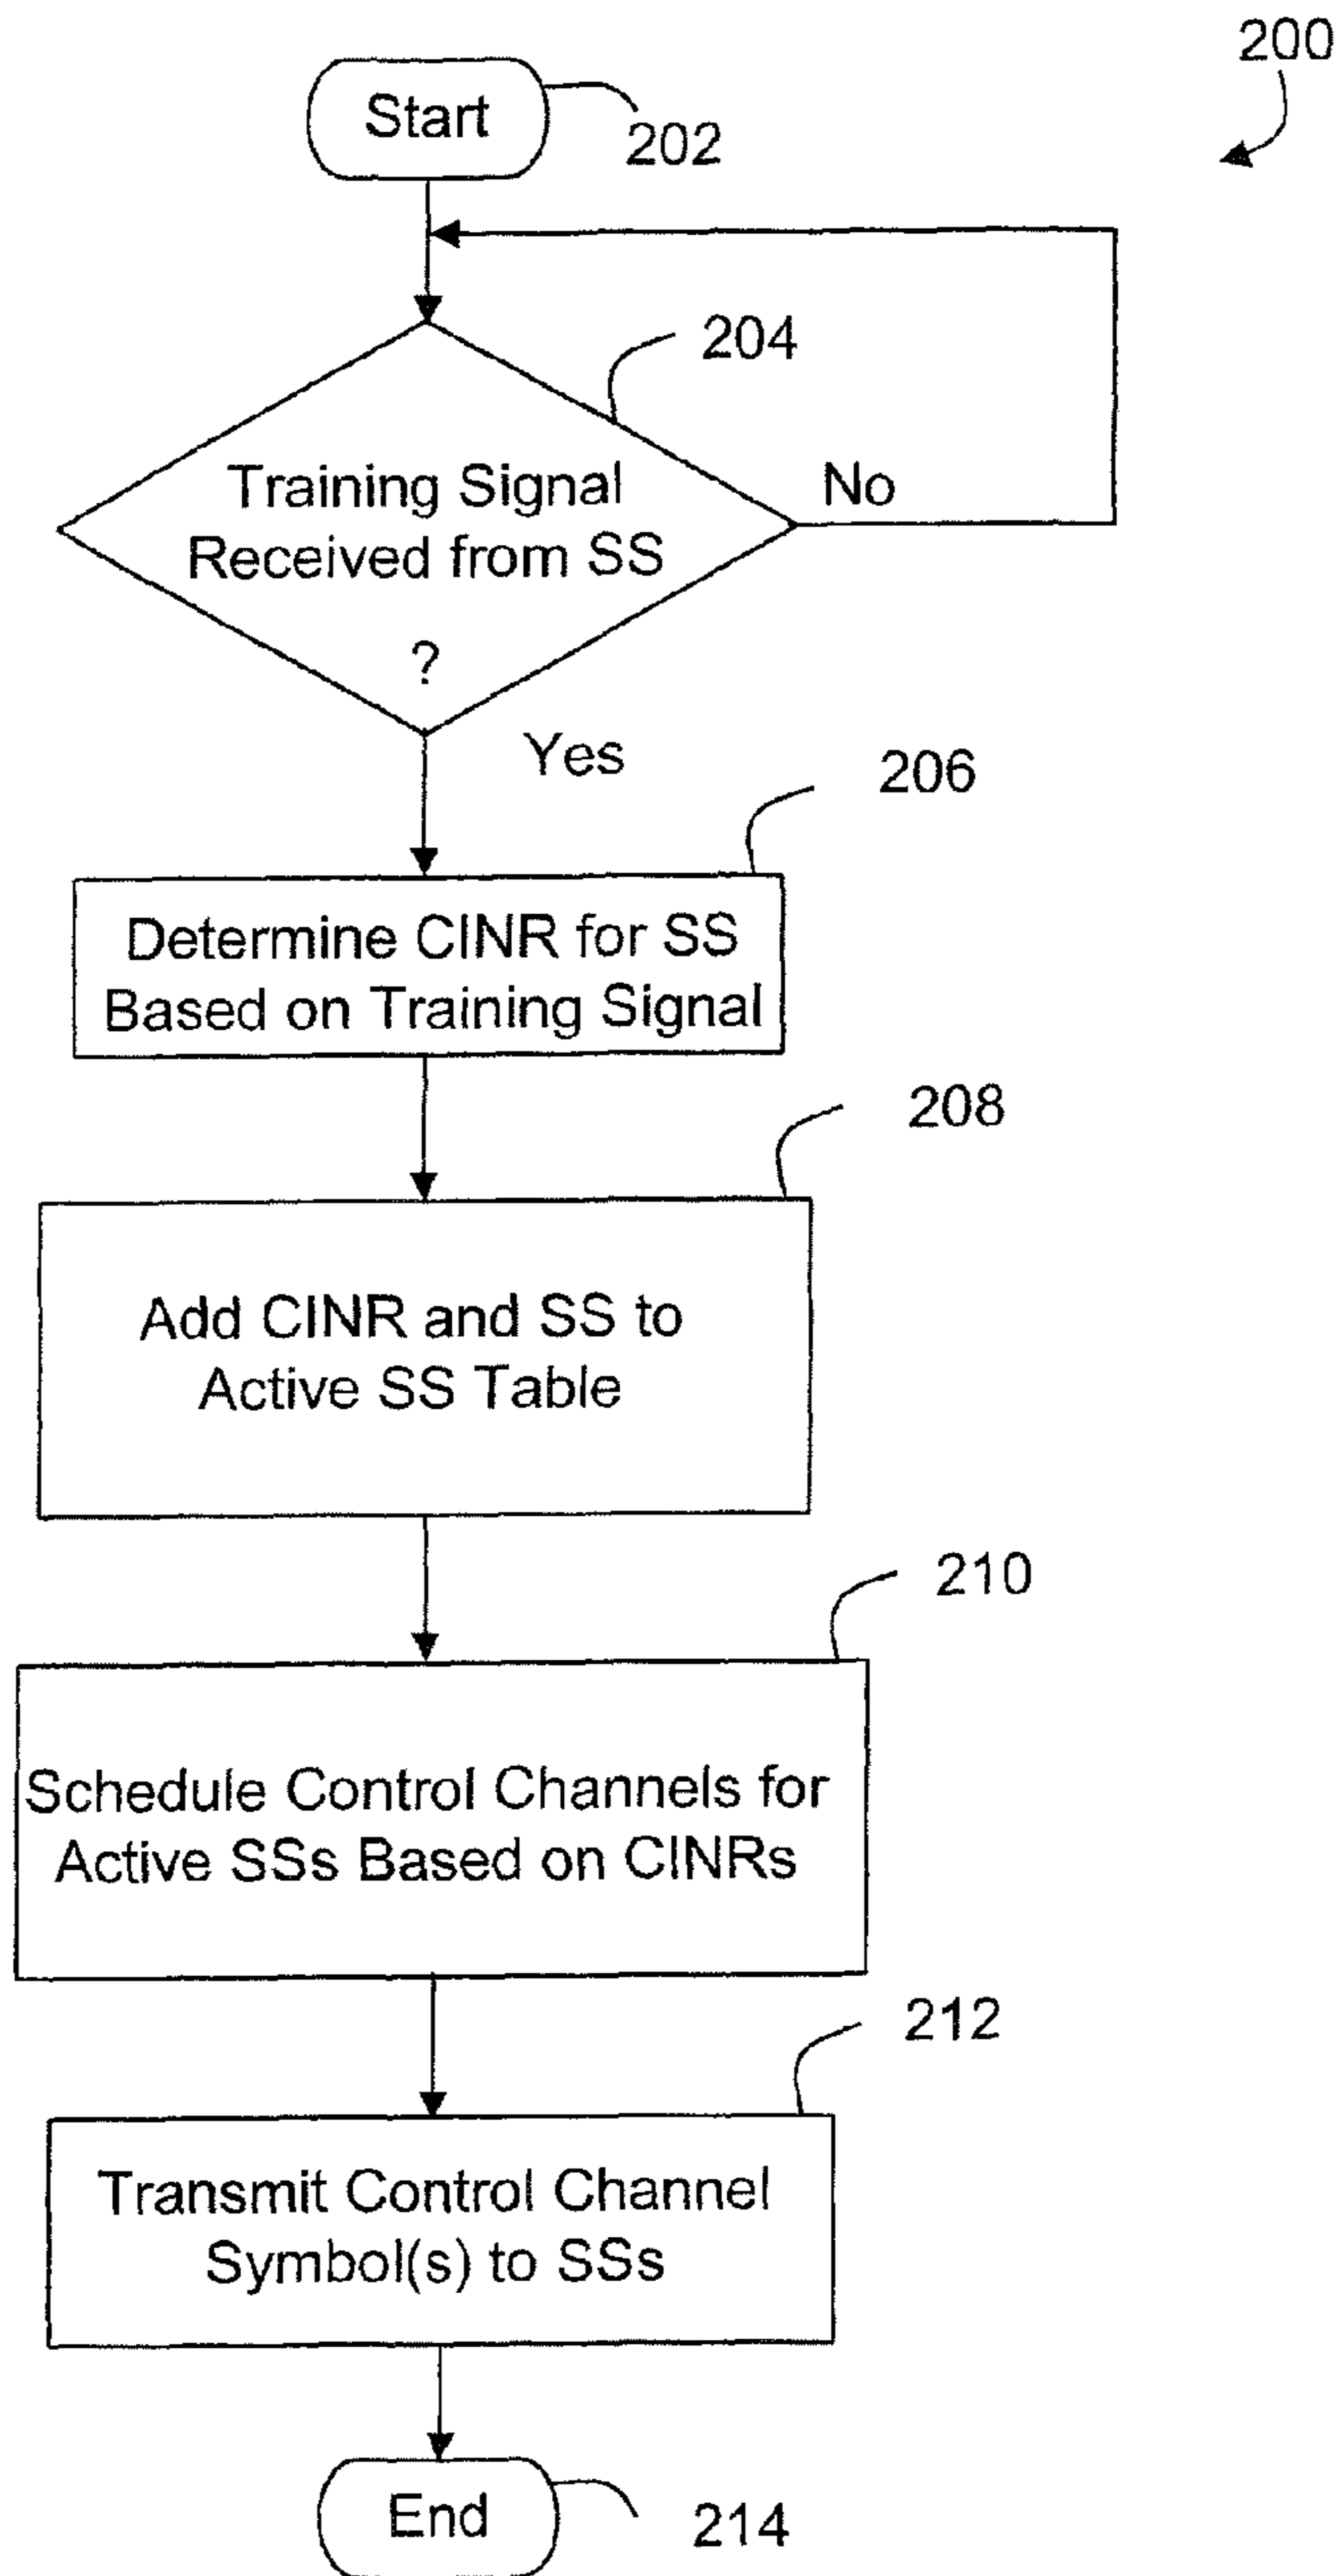 200
Start
202
204
Training Signal
Received from SS
?
No
Yes
206
Determine CINR for SS
Based on Training Signal
208
Add CINR and SS to
Active SS Table
210
Schedule Control Channels for
Active SSs Based on CINRs
212
Transmit Control Channel
Symbol(s) to SSs
End
214